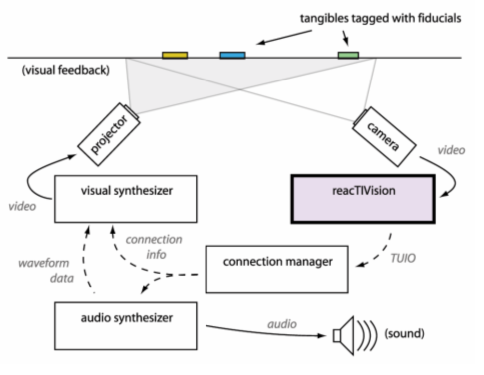 tangibles tagged with fiducials
(visual feedback)
projector
camera
video
visual synthesizer
reacTIVision
video
connection
info
TUIO
waveform
data
connection manager
audio synthesizer
audio
(sound)